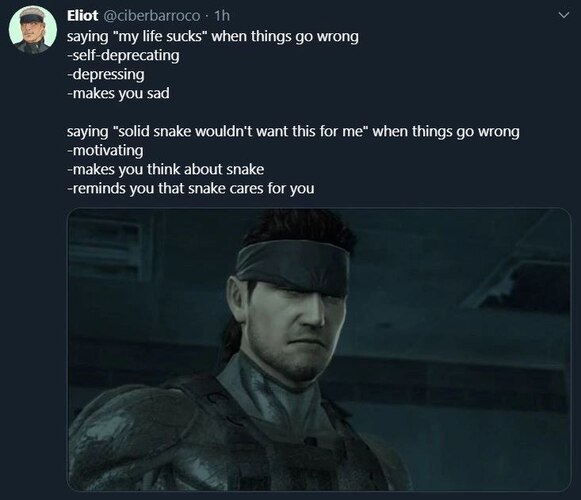 Eliot @ciberbarroco · 1h
saying "my life sucks" when things go wrong
-self-deprecating
-depressing
-makes you sad
saying "solid snake wouldn't want this for me" when things go wrong
-motivating
-makes you think about snake
-reminds you that snake cares for you